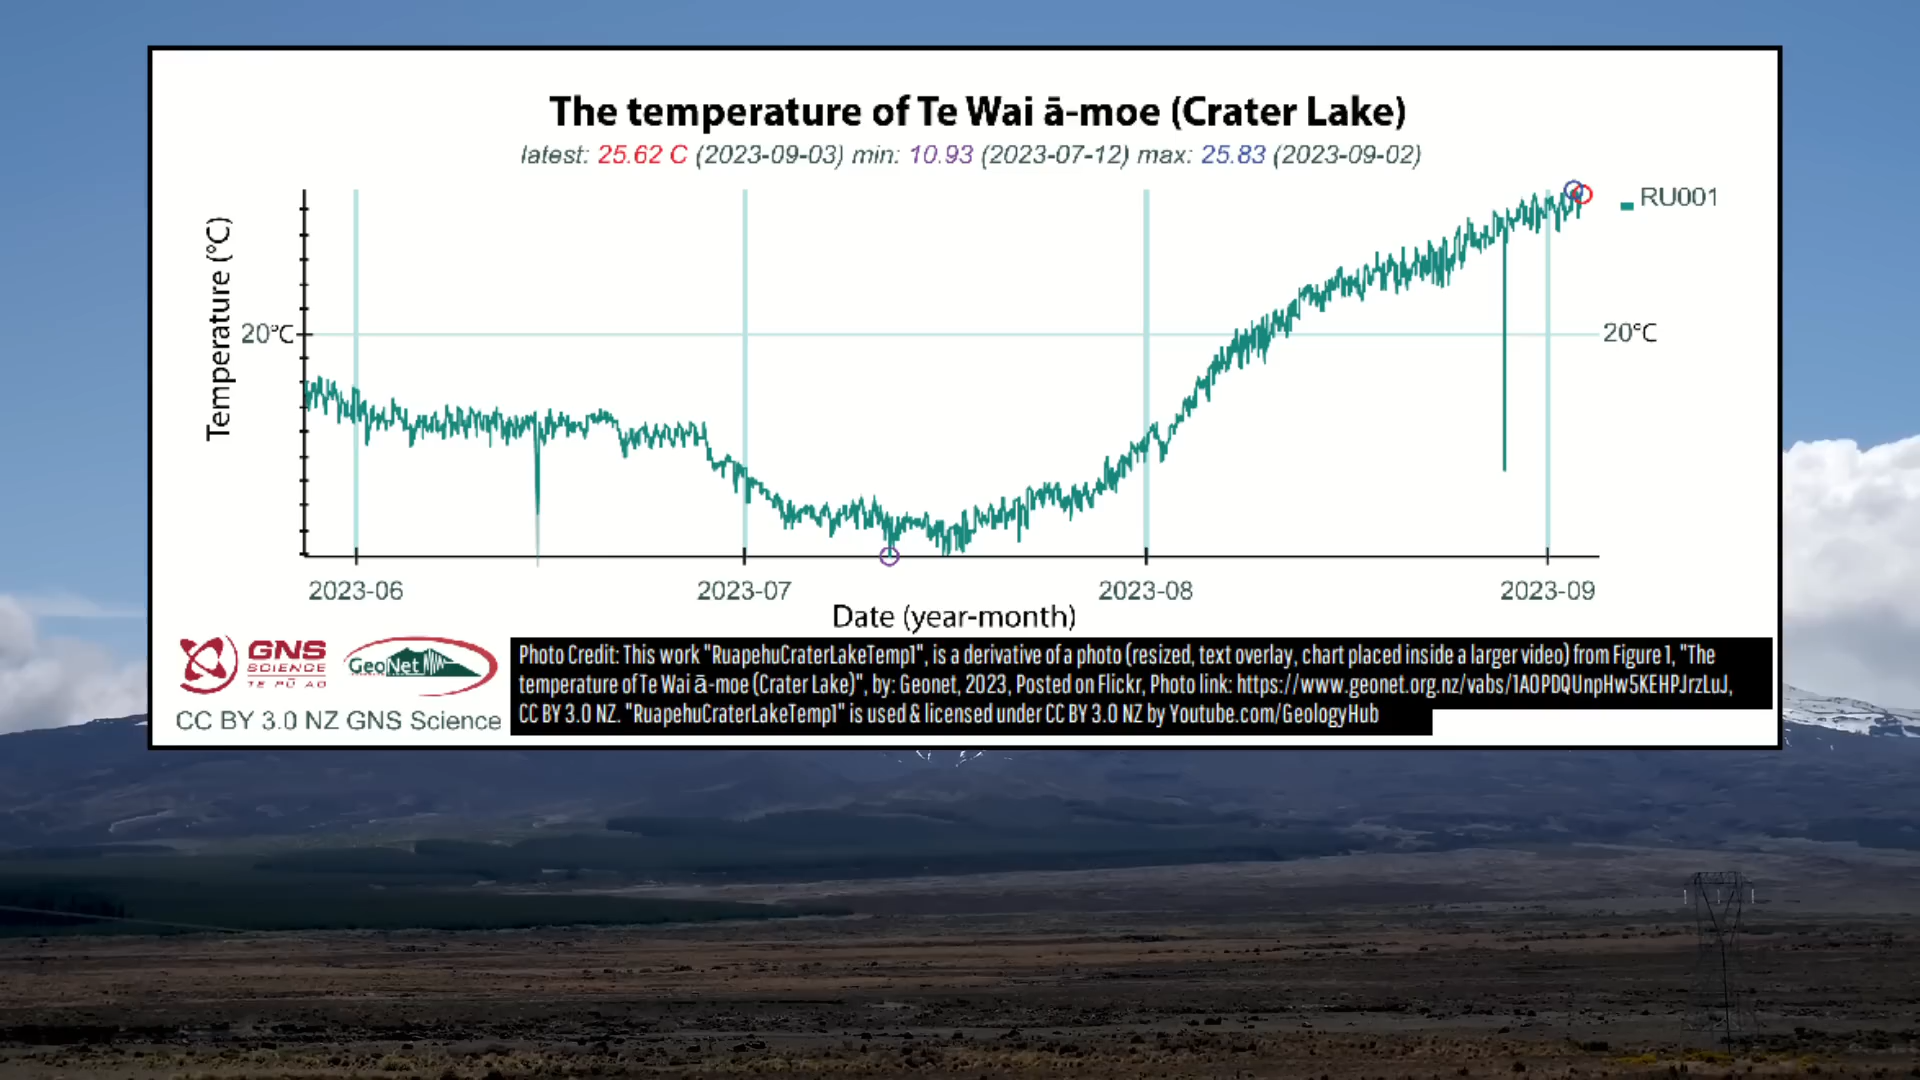 The temperature of Te Wai ā-moe (Crater Lake)
latest: 25.62 C (2023-09-03) min: 10.93 (2023-07-12) max: 25.83 (2023-09-02)
RU001
Temperature (°C)
20°C
20°C
2023-06
2023-07
2023-08
2023-09
Date (year-month)
GNS
SCIENCE
TE PŪ AO
GeoNet
CC BY 3.0 NZ GNS Science
Photo Credit: This work "RuapehuCraterLakeTemp1", is a derivative of a photo (resized, text overlay, chart placed inside a larger video) from Figure 1, "The
temperature of Te Wai ā-moe (Crater Lake)", by: Geonet, 2023, Posted on Flickr, Photo link: https://www.geonet.org.nz/vabs/1AOPDQUnpHw5KEHPJrzLuJ,
CC BY 3.0 NZ. "RuapehuCraterLakeTemp1" is used & licensed under CC BY 3.0 NZ by Youtube.com/GeologyHub